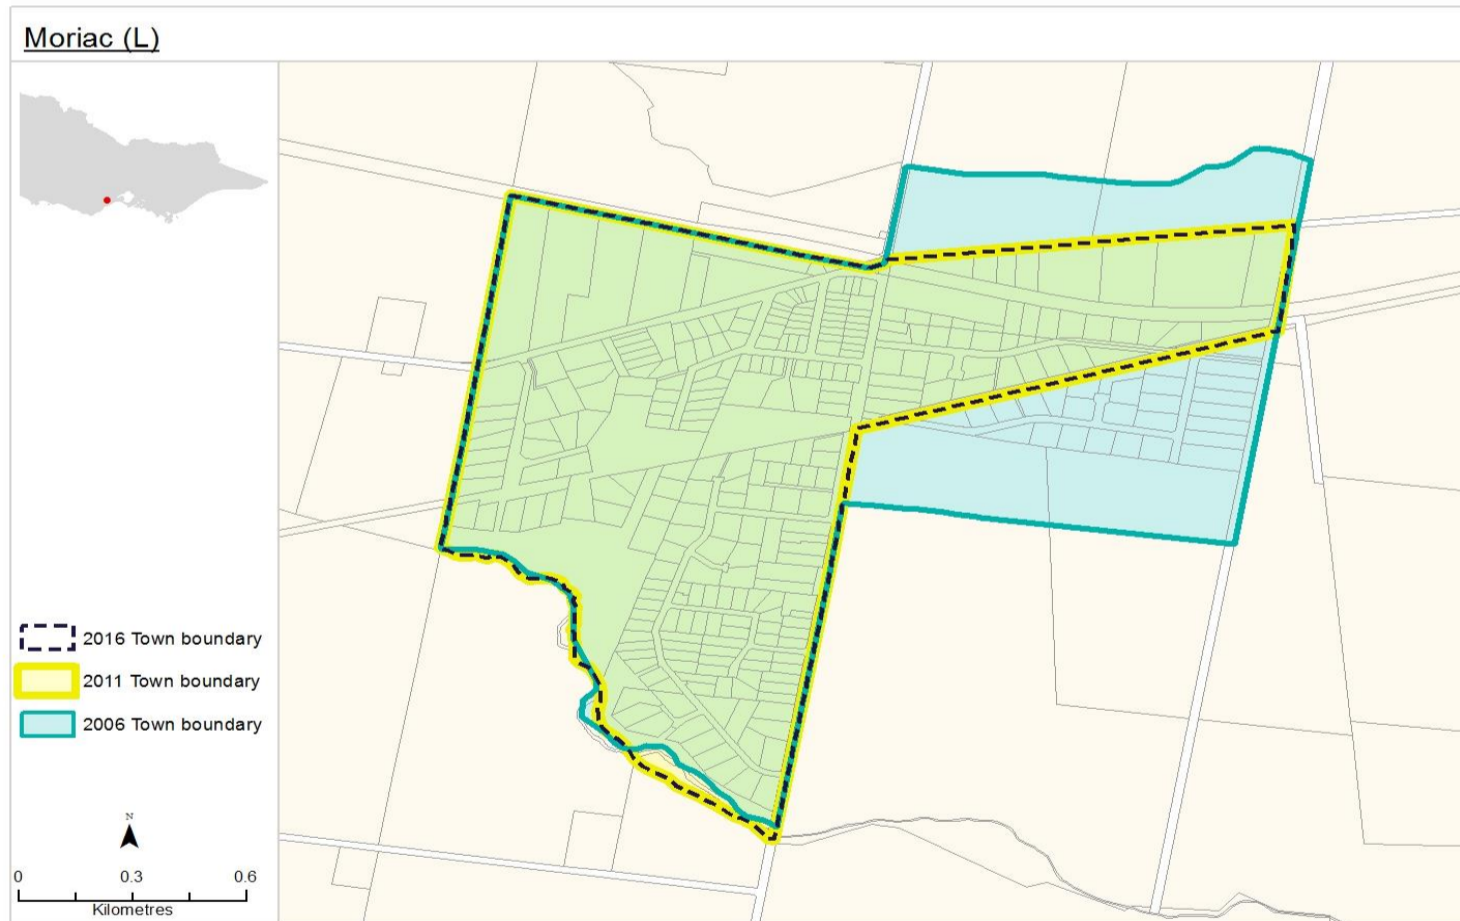 Moriac (L)
2016 Town boundary
2011 Town boundary
2006 Town boundary
N
0 0.3 0.6
Kilometres